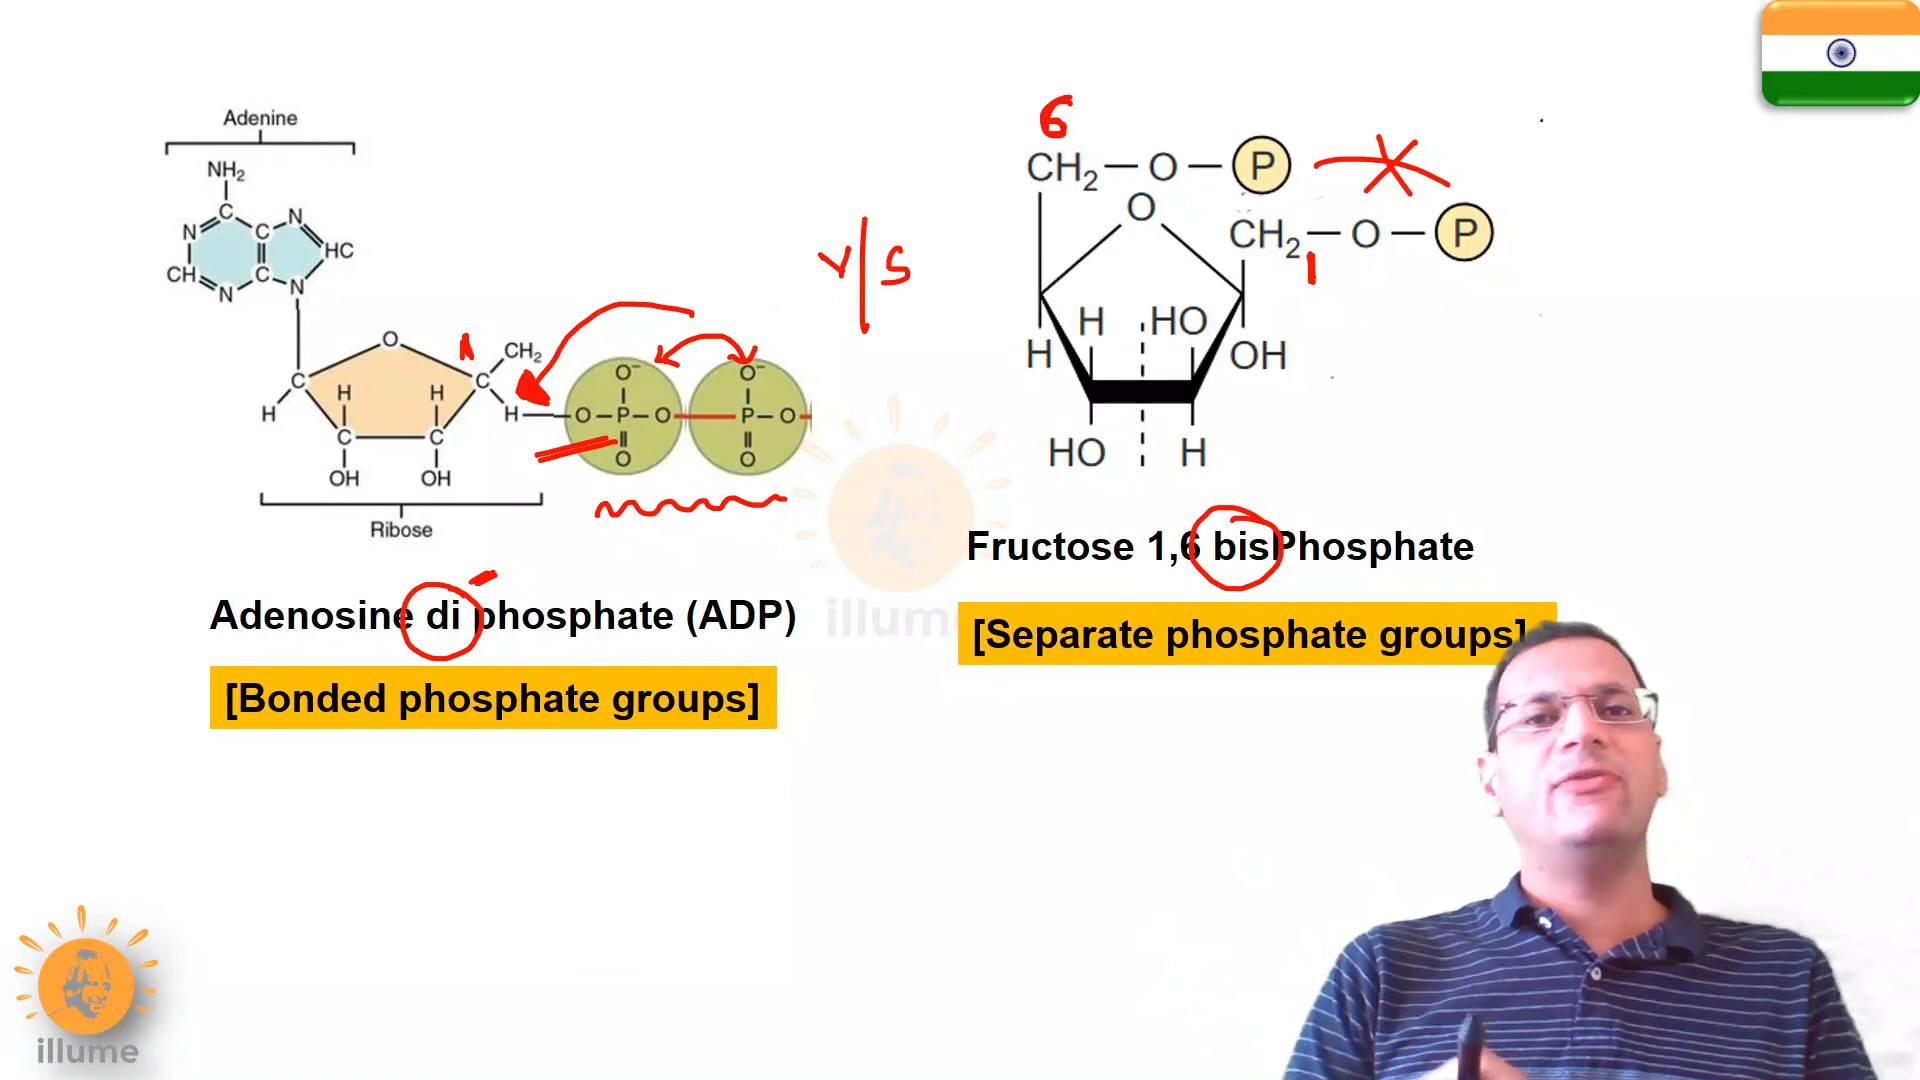 Adenine
NH2
C
N
C
N
HC
CH
N
C
N
O
C
C
CH2
H
H
H
H
C
C
OH
OH
Ribose
O-
O-
O–P–O
P–O
O
O
V/S
6
CH2–O–P
O
CH2–O–P
1
H
HO
H
OH
HO
H
Adenosine di phosphate (ADP)
[Bonded phosphate groups]
Fructose 1,6 bisPhosphate
[Separate phosphate groups]
illume
illume